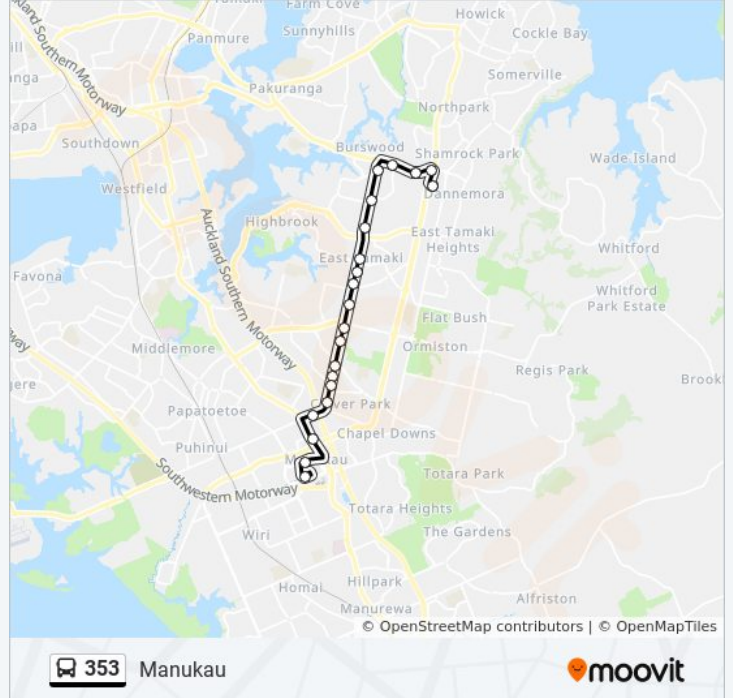 Farm Cove
Howick
Sunnyhills
Cockle Bay
Panmure
Somerville
Pakuranga
Northpark
Auckland Southern Motorway
Southdown
Burswood
Shamrock Park
Wade Island
Westfield
Dannemora
Highbrook
East Tamaki
Heights
Whitford
Auckland Southern Motorway
Favona
Whitford
Park Estate
Flat Bush
Middlemore
Ormiston
Regis Park
Papatoetoe
Chapel Downs
Puhinui
Southwestern Motorway
Totara Park
Totara Heights
Wiri
The Gardens
Homai
Hillpark
Manurewa
Alfriston
© OpenStreetMap contributors | © OpenMapTiles
353 Manukau
moovit